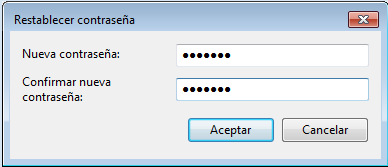 Restablecer contraseña
Nueva contraseña: ●●●●●●●
Confirmar nueva
contraseña: ●●●●●●●
Aceptar Cancelar